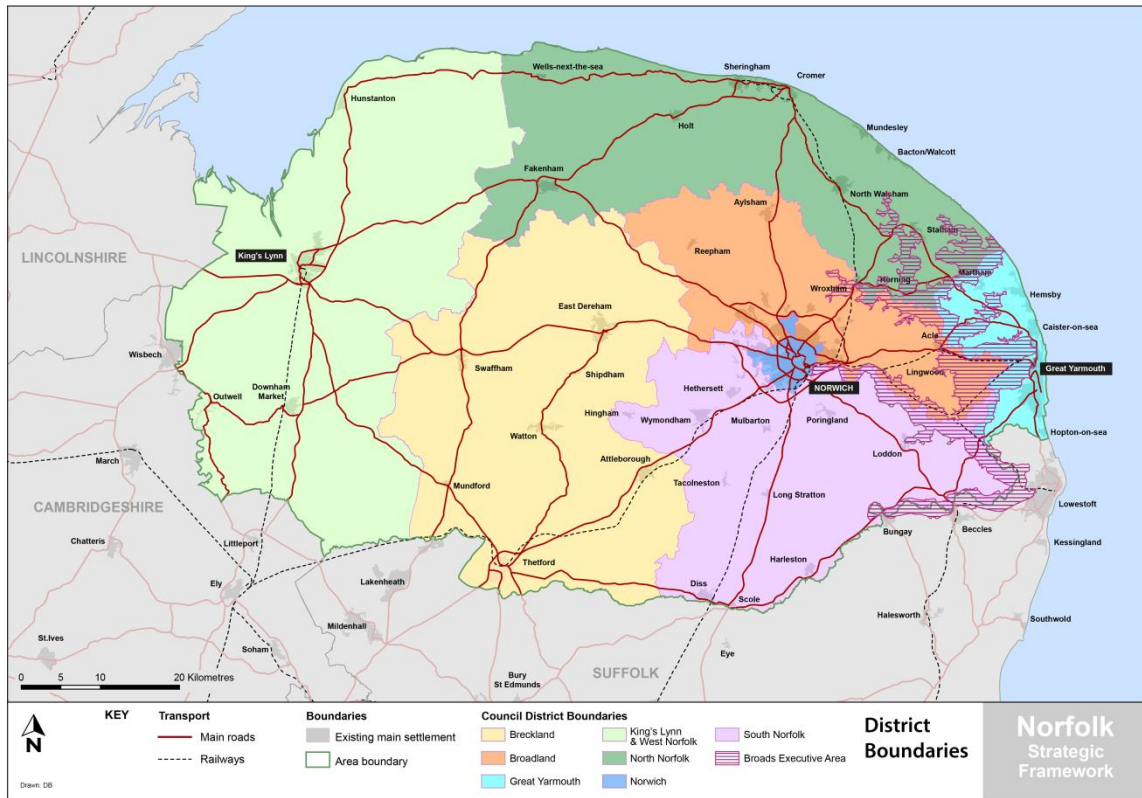 Wells-next-the-sea
Sheringham
Cromer
Hunstanton
Holt
Mundesley
Bacton/Walcott
Fakenham
North Walsham
Aylsham
Stalham
Reepham
King's Lynn
LINCOLNSHIRE
Martham
Horning
Wroxham
Hemsby
East Dereham
Caister-on-sea
Acle
Wisbech
Swaffham
Great Yarmouth
Lingwood
Shipdham
Hethersett
NORWICH
Downham
Market
Outwell
Hingham
Wymondham
Mulbarton
Poringland
Hopton-on-sea
Watton
Loddon
Attleborough
March
Mundford
Tacolneston
Long Stratton
CAMBRIDGESHIRE
Lowestoft
Bungay
Beccles
Chatteris
Littleport
Kessingland
Thetford
Harleston
Lakenheath
Ely
Diss
Scole
Halesworth
Southwold
Mildenhall
St.Ives
Soham
Eye
SUFFOLK
Bury
St Edmunds
0 5 10 20 Kilometres
KEY
Transport
Main roads
Railways
Boundaries
Existing main settlement
Area boundary
Council District Boundaries
Breckland
Broadland
Great Yarmouth
King's Lynn
& West Norfolk
North Norfolk
Norwich
South Norfolk
Broads Executive Area
District
Boundaries
Norfolk
Strategic
Framework
N
Drawn: DB